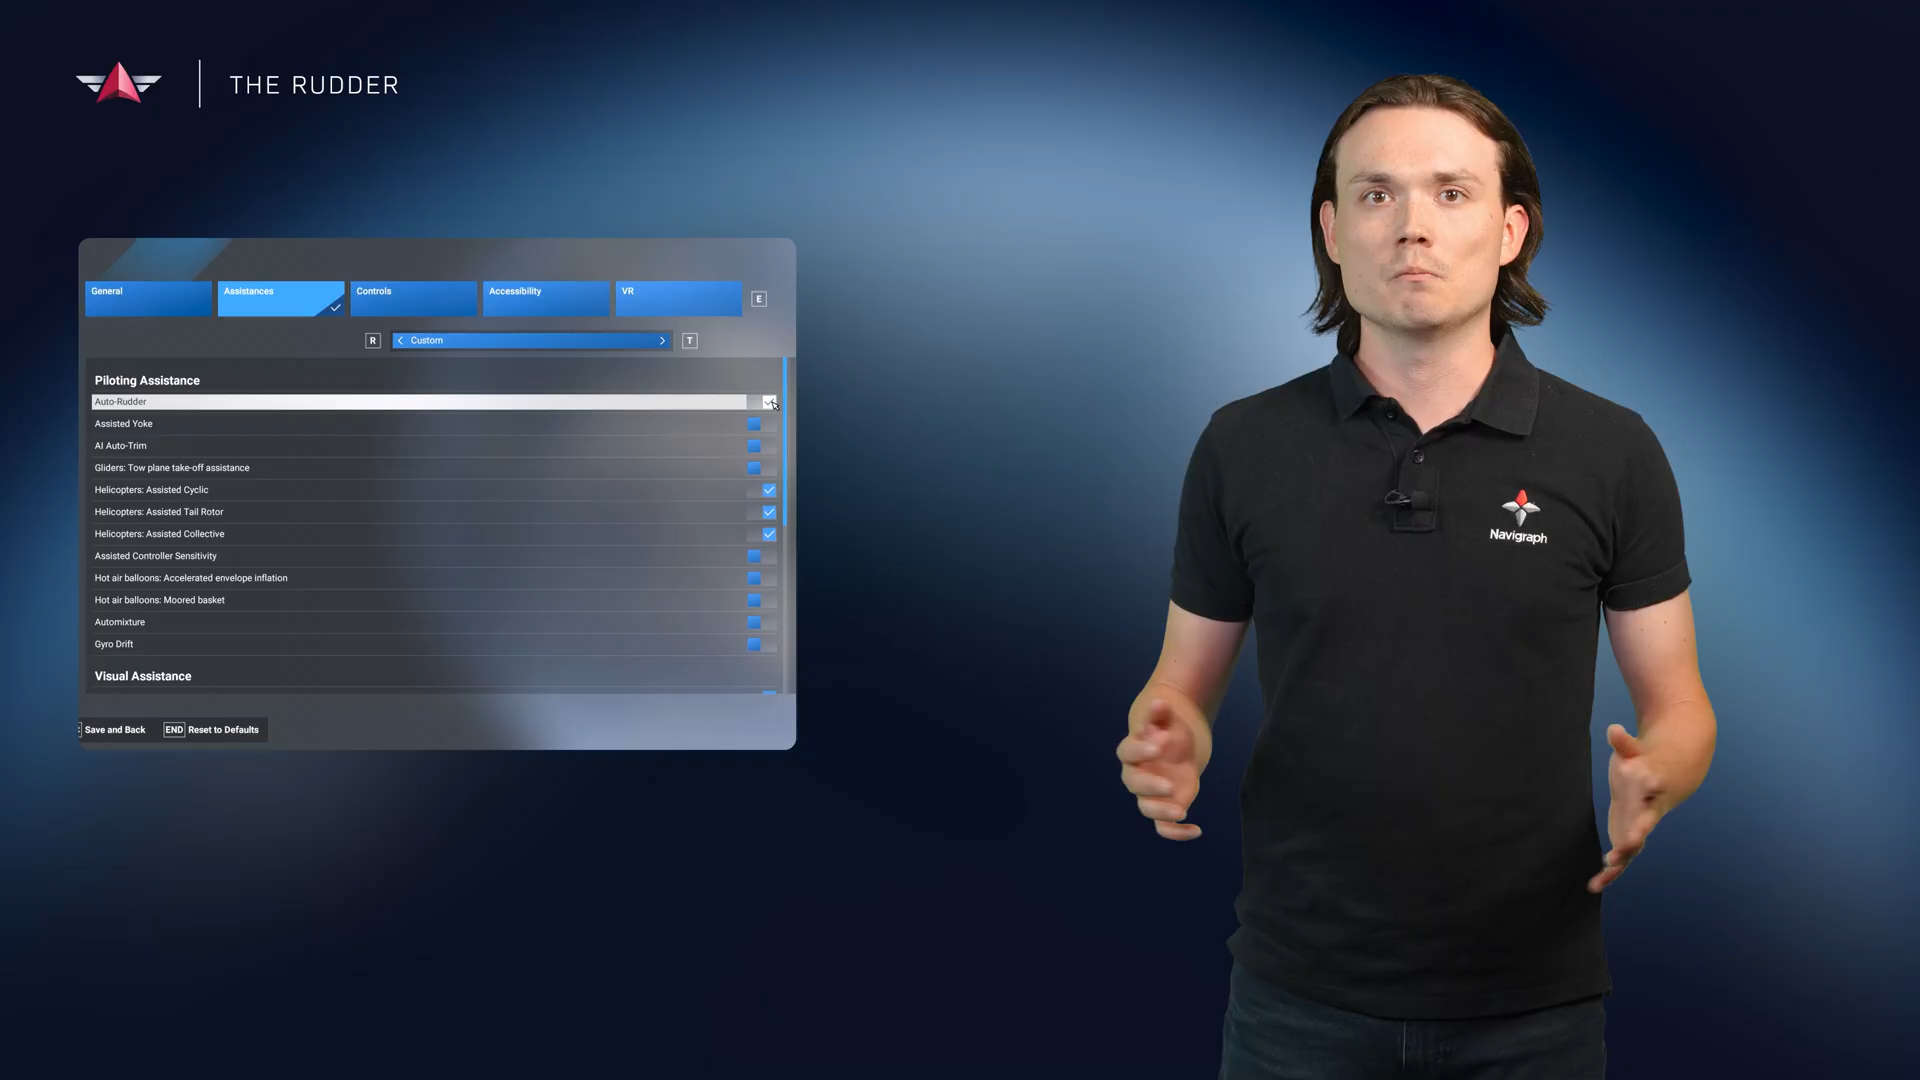 THE RUDDER
General
Assistances
Controls
Accessibility
VR
E
R
Custom
T
Piloting Assistance
Auto-Rudder
Assisted Yoke
AI Auto-Trim
Gliders: Tow plane take-off assistance
Helicopters: Assisted Cyclic
Helicopters: Assisted Tail Rotor
Helicopters: Assisted Collective
Assisted Controller Sensitivity
Hot air balloons: Accelerated envelope inflation
Hot air balloons: Moored basket
Automixture
Gyro Drift
Visual Assistance
Save and Back
END Reset to Defaults
Navigraph